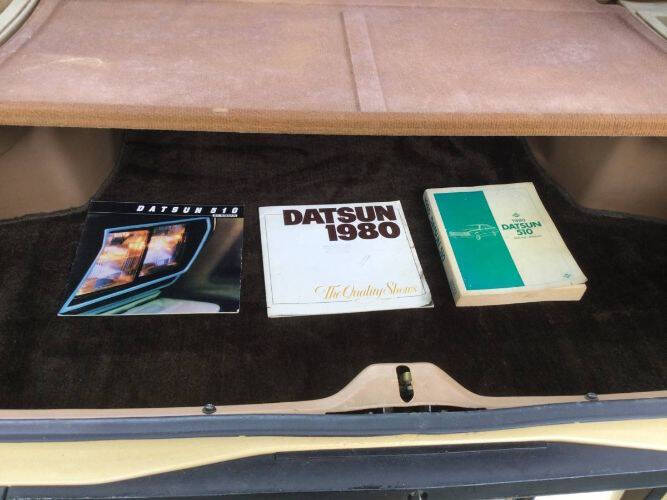 DATSUN 510
DATSUN
1980
The Quality Shows
1980
DATSUN
510